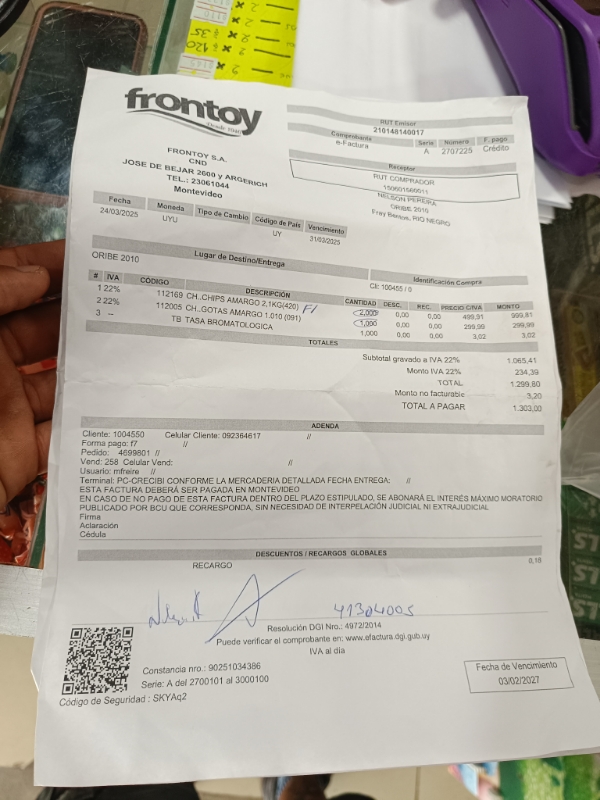 frontoy
Desde 1940
FRONTOY S.A.
CND
JOSE DE BEJAR 2600 y ARGERICH
TEL.: 23061044
Montevideo
RUT Emisor
210148140017
Comprobante Serie Número F. pago
e-Factura A 2707225 Crédito
Receptor
RUT COMPRADOR
NELSON PEREIRA
ORIBE 2010
Fray Bentos, RIO NEGRO
Fecha Moneda Tipo de Cambio Código de País Vencimiento
24/03/2025 UYU UY 31/03/2025
Lugar de Destino/Entrega
ORIBE 2010
Identificación Compra
Clc 100455 / 0
# IVA CÓDIGO DESCRIPCIÓN CANTIDAD DESC. REC. PRECIO C/IVA MONTO
1 22% 112169 CH..CHIPS AMARGO 2.1KG(420) F1 2,000 0,00 0,00 499,91 999,81
2 22% 112005 CH..GOTAS AMARGO 1.010 (091) 1,000 0,00 0,00 299,99 299,99
3 -- TB TASA BROMATOLOGICA 1,000 0,00 0,00 3,02 3,02
TOTALES
Subtotal gravado a IVA 22% 1.065,41
Monto IVA 22% 234,39
TOTAL 1.299,80
Monto no facturable 3,20
TOTAL A PAGAR 1.303,00
ADENDA
Cliente: 1004550 Celular Cliente: 092364617 //
Forma pago: f7 //
Pedido: 4699801 //
Vend: 258 Celular Vend: //
Usuario: mfreire //
Terminal: PC-CRECIBI CONFORME LA MERCADERIA DETALLADA FECHA ENTREGA: //
ESTA FACTURA DEBERÁ SER PAGADA EN MONTEVIDEO
EN CASO DE NO PAGO DE ESTA FACTURA DENTRO DEL PLAZO ESTIPULADO, SE ABONARÁ EL INTERÉS MÁXIMO MORATORIO
PUBLICADO POR BCU QUE CORRESPONDA, SIN NECESIDAD DE INTERPELACIÓN JUDICIAL NI EXTRAJUDICIAL
Firma
Aclaración
Cédula
DESCUENTOS / RECARGOS GLOBALES
RECARGO 0,18
41304005
Resolución DGI Nro.: 4972/2014
Puede verificar el comprobante en: www.efactura.dgi.gub.uy
IVA al día
Constancia nro.: 90251034386
Serie: A del 2700101 al 3000100
Código de Seguridad : SKYAq2
Fecha de Vencimiento
03/02/2027